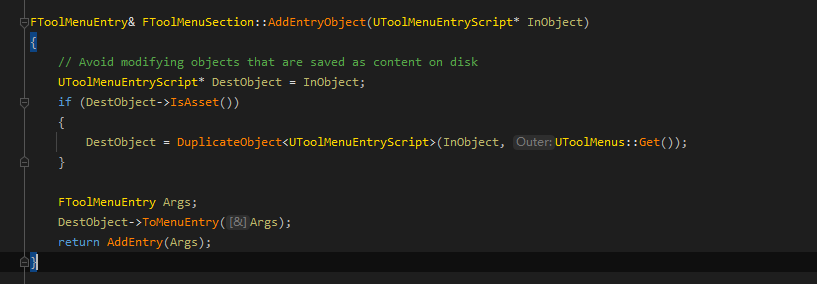 FToolMenuEntry& FToolMenuSection::AddEntryObject(UToolMenuEntryScript* InObject)
{
    // Avoid modifying objects that are saved as content on disk
    UToolMenuEntryScript* DestObject = InObject;
    if (DestObject->IsAsset())
    {
        DestObject = DuplicateObject<UToolMenuEntryScript>(InObject, Outer:UToolMenus::Get());
    }
    FToolMenuEntry Args;
    DestObject->ToMenuEntry([&]Args);
    return AddEntry(Args);
}